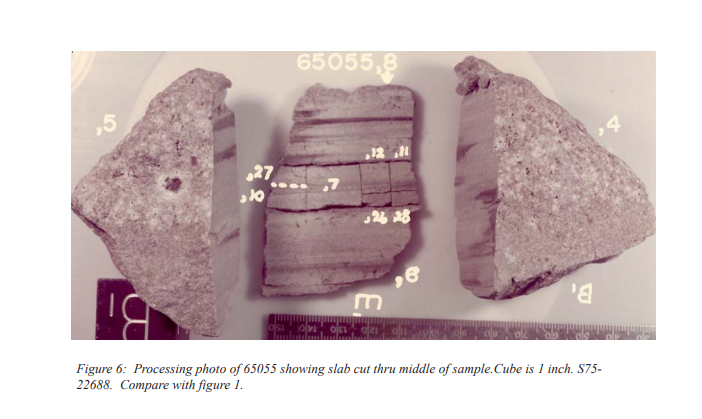 65055,8
,5
,4
,12 ,11
,27
,7
,10
,26 ,28
E
B
Figure 6: Processing photo of 65055 showing slab cut thru middle of sample.Cube is 1 inch. S75-
22688. Compare with figure 1.